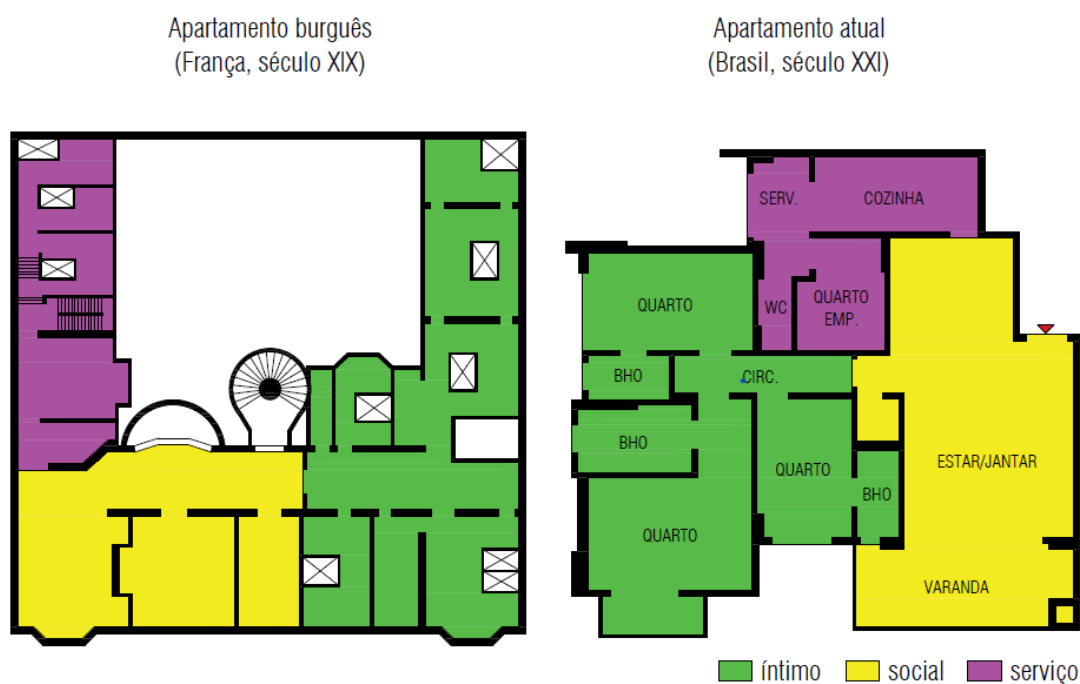 Apartamento burguês
(França, século XIX)
Apartamento atual
(Brasil, século XXI)
SERV.
COZINHA
QUARTO
WC
QUARTO
EMP.
BHO
CIRC.
BHO
QUARTO
ESTAR/JANTAR
BHO
QUARTO
VARANDA
íntimo
social
serviço